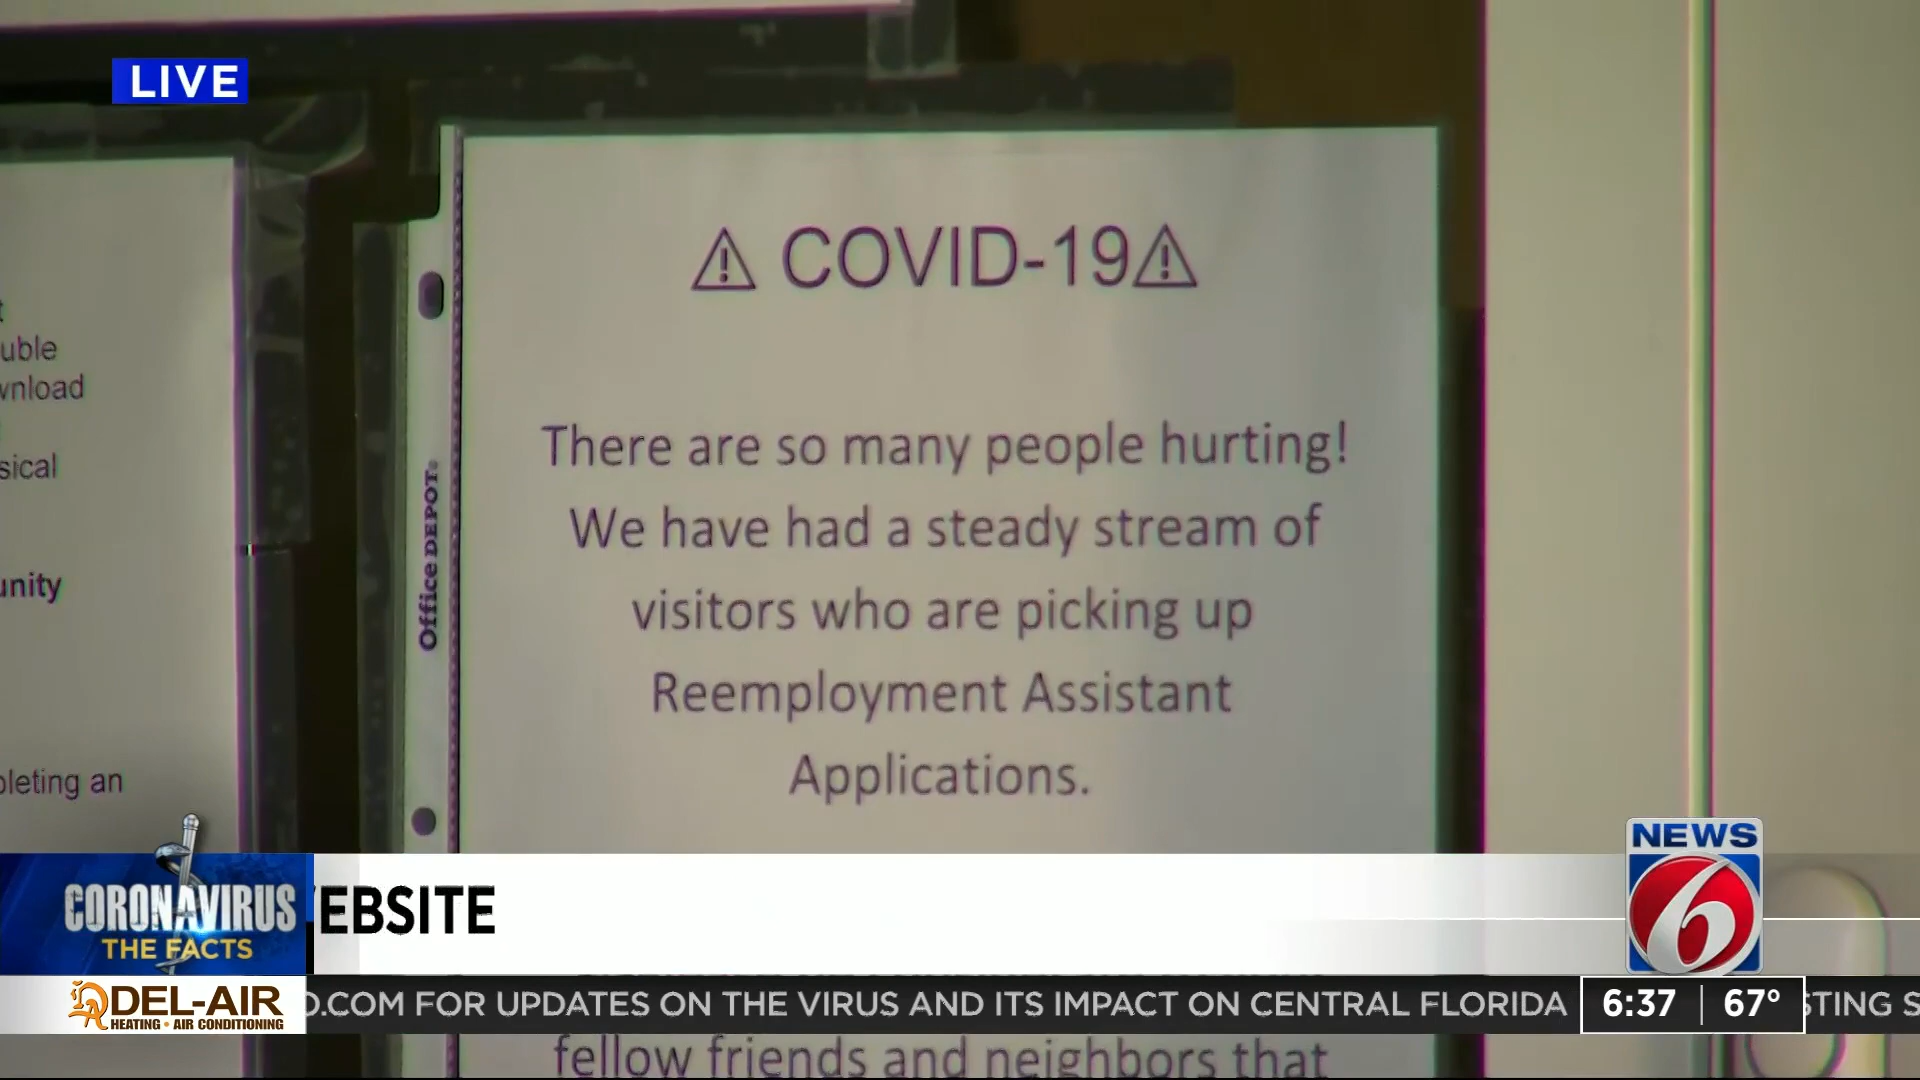 LIVE
⚠ COVID-19⚠
There are so many people hurting!
We have had a steady stream of
visitors who are picking up
Reemployment Assistant
Applications.
fellow friends and neighbors that
Office DEPOT
uble
wnload
sical
unity
pleting an
NEWS
6
CORONAVIRUS
THE FACTS
EBSITE
DEL-AIR
HEATING • AIR CONDITIONING
O.COM FOR UPDATES ON THE VIRUS AND ITS IMPACT ON CENTRAL FLORIDA
6:37 67°
STING S